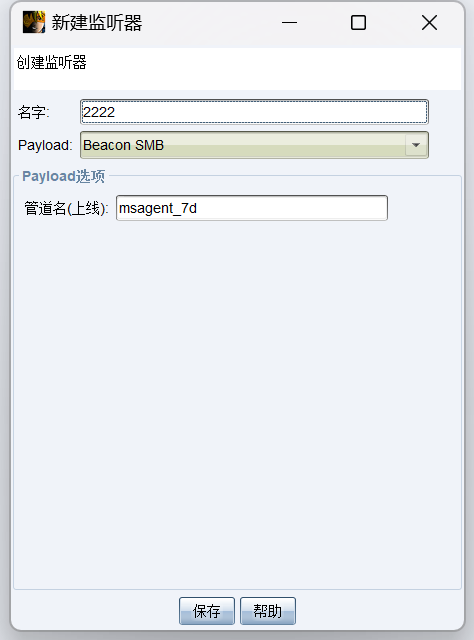 新建监听器
创建监听器
名字: 2222
Payload: Beacon SMB
Payload选项
管道名(上线): msagent_7d
保存 帮助